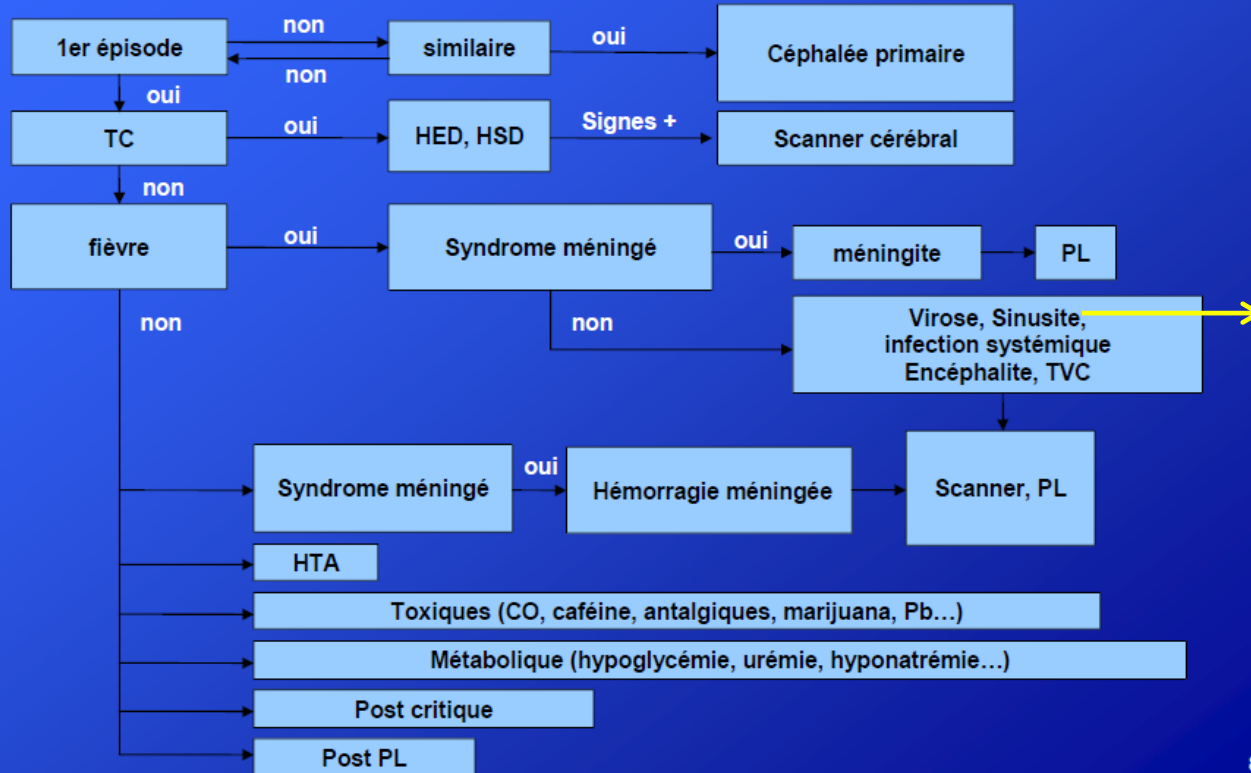 non
1er épisode
similaire
oui
Céphalée primaire
non
oui
TC
oui
HED, HSD
Signes +
Scanner cérébral
non
fièvre
oui
Syndrome méningé
oui
méningite
PL
non
non
Virose, Sinusite,
infection systémique
Encéphalite, TVC
Syndrome méningé
oui
Hémorragie méningée
Scanner, PL
HTA
Toxiques (CO, caféine, antalgiques, marijuana, Pb...)
Métabolique (hypoglycémie, urémie, hyponatrémie...)
Post critique
Post PL